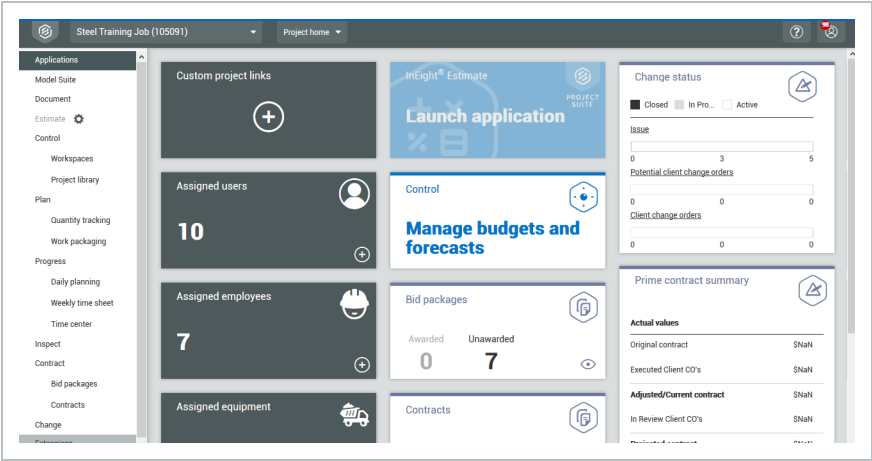 Steel Training Job (105091)
Project home
?
98
Applications
Model Suite
Document
Estimate
Control
Workspaces
Project library
Plan
Quantity tracking
Work packaging
Progress
Daily planning
Weekly time sheet
Time center
Inspect
Contract
Bid packages
Contracts
Change
Extensions
Custom project links
Assigned users
10
Assigned employees
7
Assigned equipment
InEight® Estimate
PROJECT
SUITE
Launch application
Control
Manage budgets and
forecasts
Bid packages
Awarded Unawarded
0 7
Contracts
Change status
Closed In Pro... Active
Issue
0 3 5
Potential client change orders
0 0 0
Client change orders
0 0 0
Prime contract summary
Actual values
Original contract $NaN
Executed Client CO's $NaN
Adjusted/Current contract $NaN
In Review Client CO's $NaN
Projected contract $NaN